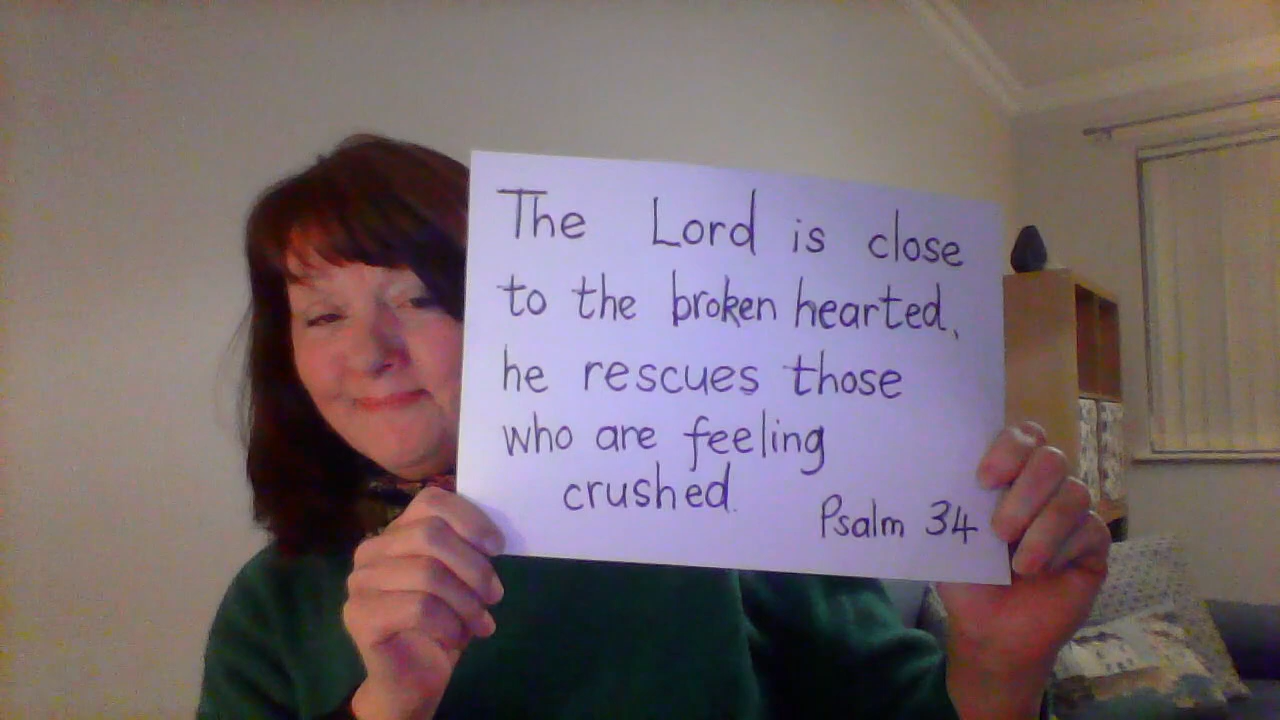 The Lord is close
to the broken hearted,
he rescues those
who are feeling
crushed.
Psalm 34